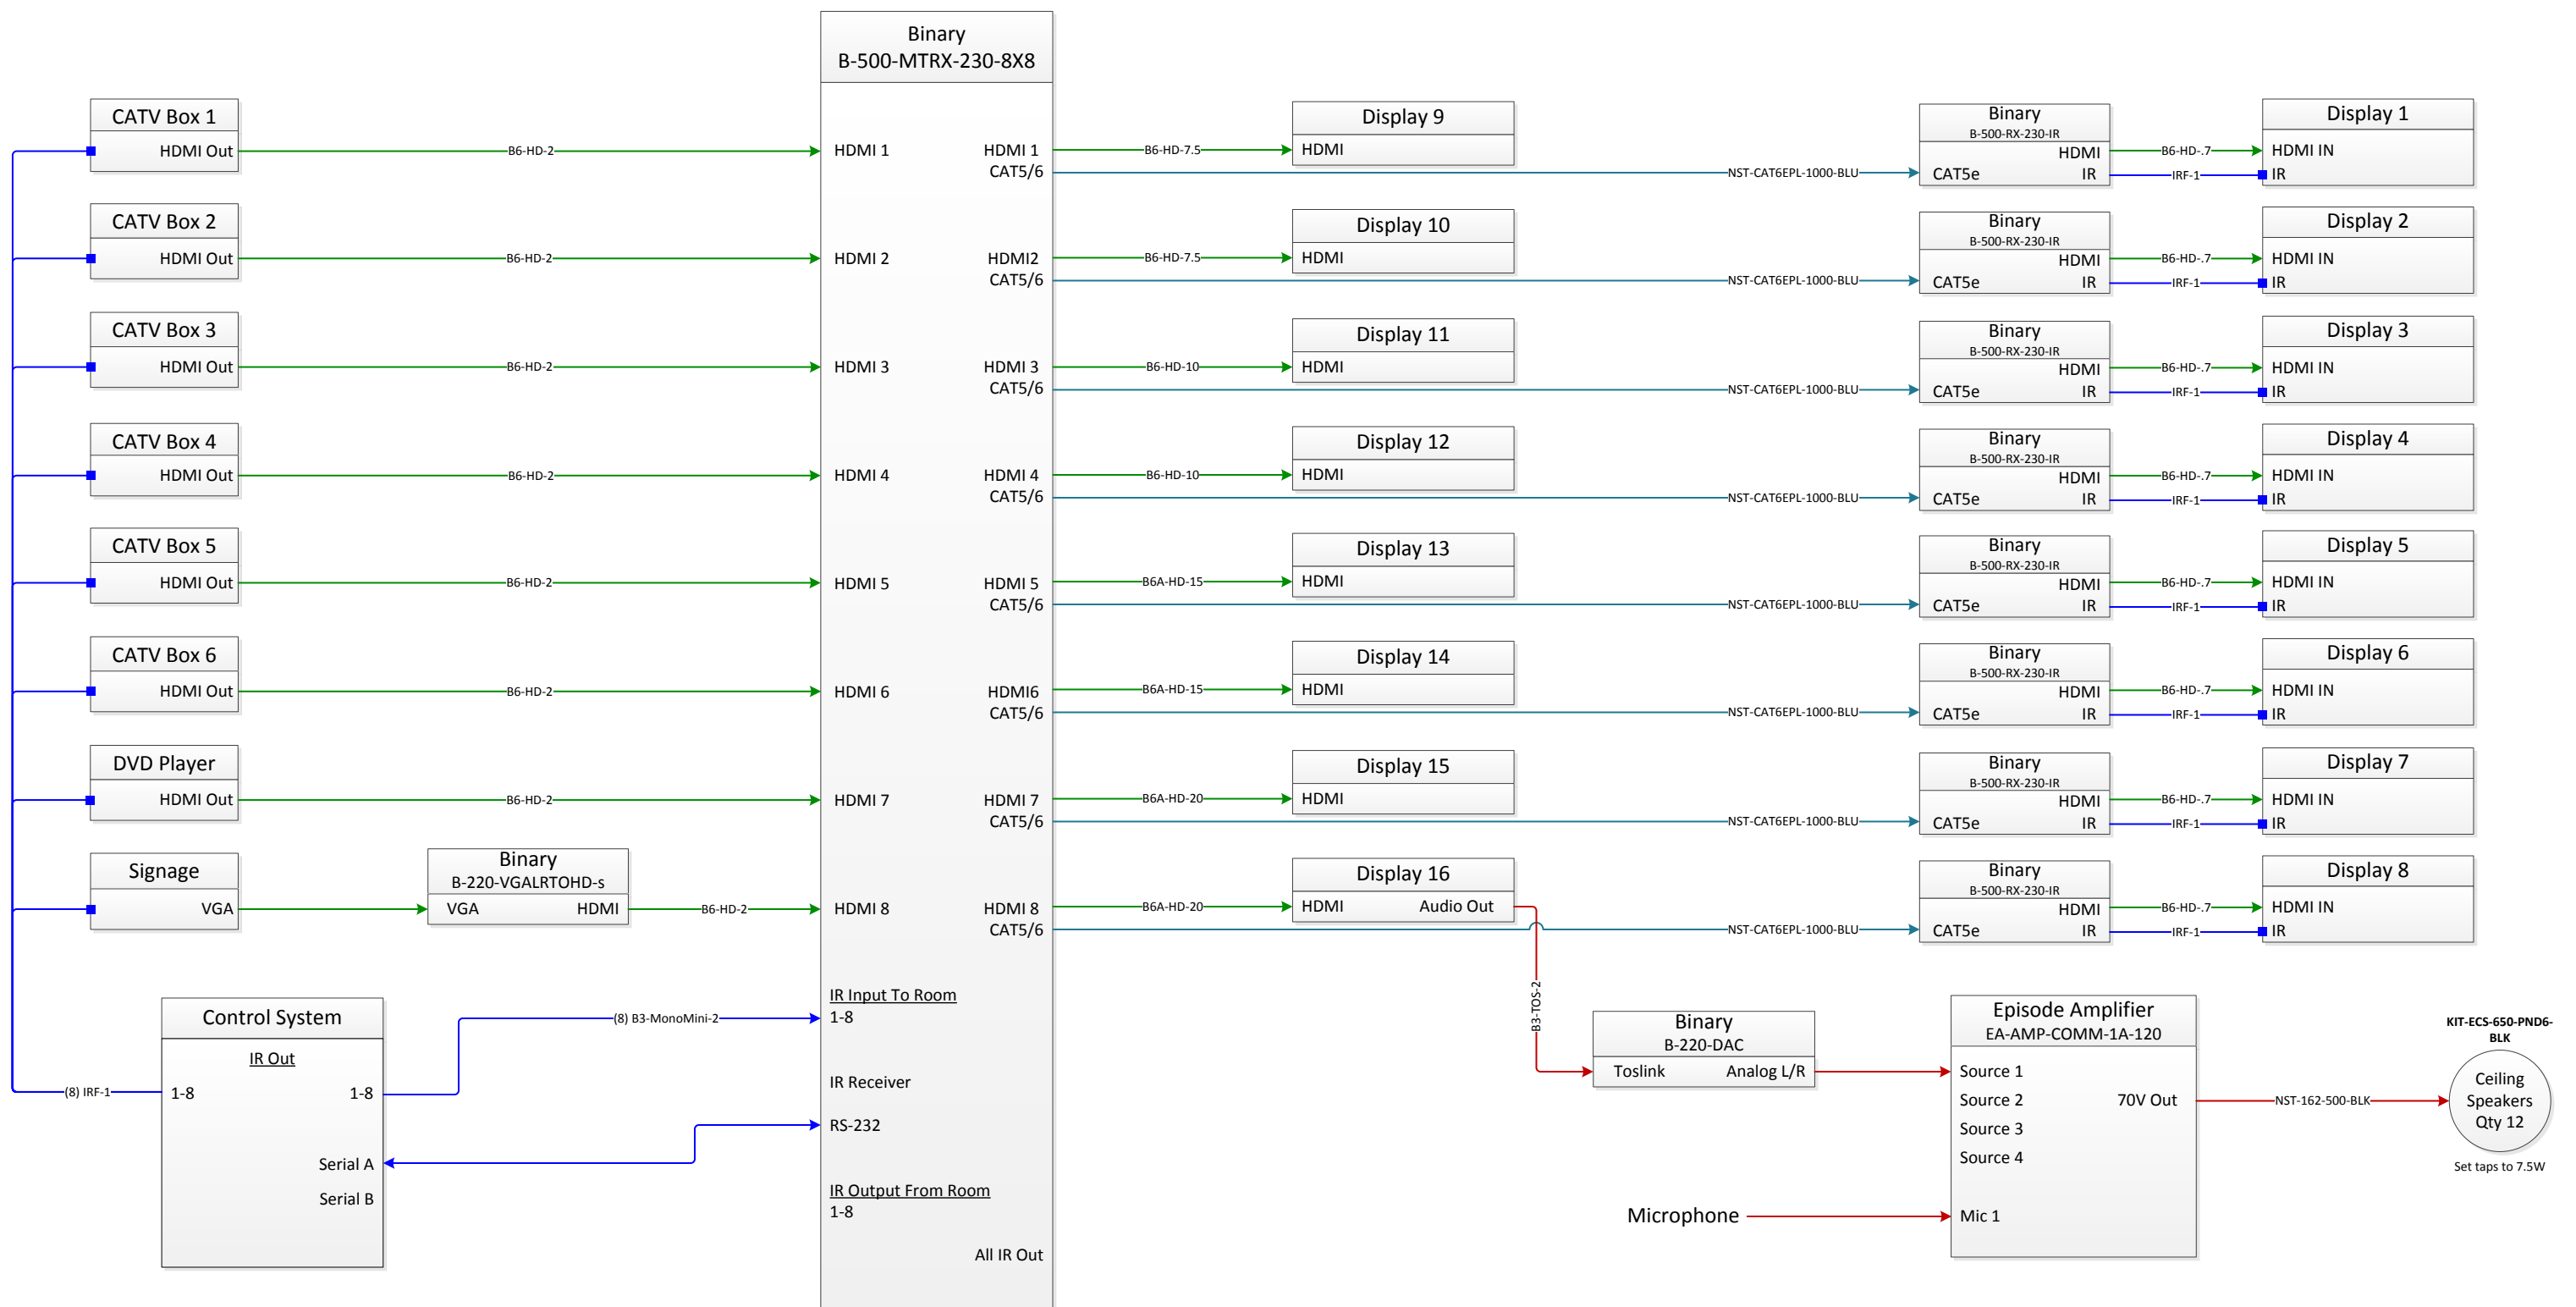 Binary
B-500-MTRX-230-8X8
CATV Box 1
HDMI Out
B6-HD-2
HDMI 1
HDMI 1
CAT5/6
B6-HD-7.5
Display 9
HDMI
NST-CAT6EPL-1000-BLU
Binary
B-500-RX-230-IR
HDMI
CAT5e IR
B6-HD-.7
IRF-1
Display 1
HDMI IN
IR
CATV Box 2
HDMI Out
B6-HD-2
HDMI 2
HDMI2
CAT5/6
B6-HD-7.5
Display 10
HDMI
NST-CAT6EPL-1000-BLU
Binary
B-500-RX-230-IR
HDMI
CAT5e IR
B6-HD-.7
IRF-1
Display 2
HDMI IN
IR
CATV Box 3
HDMI Out
B6-HD-2
HDMI 3
HDMI 3
CAT5/6
B6-HD-10
Display 11
HDMI
NST-CAT6EPL-1000-BLU
Binary
B-500-RX-230-IR
HDMI
CAT5e IR
B6-HD-.7
IRF-1
Display 3
HDMI IN
IR
CATV Box 4
HDMI Out
B6-HD-2
HDMI 4
HDMI 4
CAT5/6
B6-HD-10
Display 12
HDMI
NST-CAT6EPL-1000-BLU
Binary
B-500-RX-230-IR
HDMI
CAT5e IR
B6-HD-.7
IRF-1
Display 4
HDMI IN
IR
CATV Box 5
HDMI Out
B6-HD-2
HDMI 5
HDMI 5
CAT5/6
B6A-HD-15
Display 13
HDMI
NST-CAT6EPL-1000-BLU
Binary
B-500-RX-230-IR
HDMI
CAT5e IR
B6-HD-.7
IRF-1
Display 5
HDMI IN
IR
CATV Box 6
HDMI Out
B6-HD-2
HDMI 6
HDMI6
CAT5/6
B6A-HD-15
Display 14
HDMI
NST-CAT6EPL-1000-BLU
Binary
B-500-RX-230-IR
HDMI
CAT5e IR
B6-HD-.7
IRF-1
Display 6
HDMI IN
IR
DVD Player
HDMI Out
B6-HD-2
HDMI 7
HDMI 7
CAT5/6
B6A-HD-20
Display 15
HDMI
NST-CAT6EPL-1000-BLU
Binary
B-500-RX-230-IR
HDMI
CAT5e IR
B6-HD-.7
IRF-1
Display 7
HDMI IN
IR
Signage
VGA
Binary
B-220-VGALRTOHD-s
VGA HDMI
B6-HD-2
HDMI 8
HDMI 8
CAT5/6
B6A-HD-20
Display 16
HDMI Audio Out
NST-CAT6EPL-1000-BLU
Binary
B-500-RX-230-IR
HDMI
CAT5e IR
B6-HD-.7
IRF-1
Display 8
HDMI IN
IR
Control System
IR Out
(8) IRF-1
1-8 1-8
Serial A
Serial B
(8) B3-MonoMini-2
IR Input To Room
1-8
IR Receiver
RS-232
IR Output From Room
1-8
All IR Out
B3-TOS-2
Binary
B-220-DAC
Toslink Analog L/R
Microphone
Episode Amplifier
EA-AMP-COMM-1A-120
Source 1
Source 2 70V Out
Source 3
Source 4
Mic 1
NST-162-500-BLK
KIT-ECS-650-PND6-
BLK
Ceiling
Speakers
Qty 12
Set taps to 7.5W